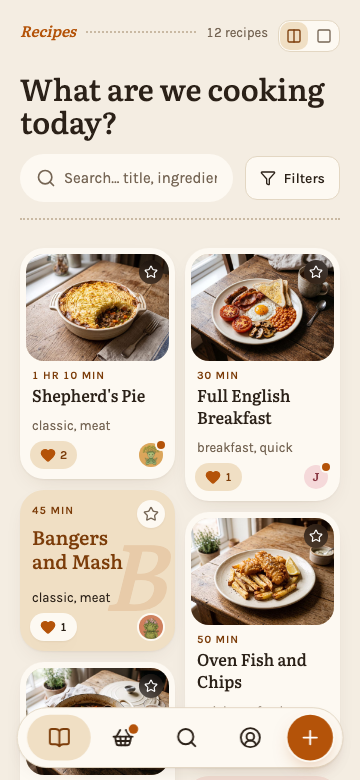 Recipes
12 recipes
What are we cooking
today?
Search... title, ingredien
Filters
1 HR 10 MIN
Shepherd's Pie
classic, meat
2
30 MIN
Full English
Breakfast
breakfast, quick
1
J
45 MIN
Bangers
and Mash
B
classic, meat
1
50 MIN
Oven Fish and
Chips